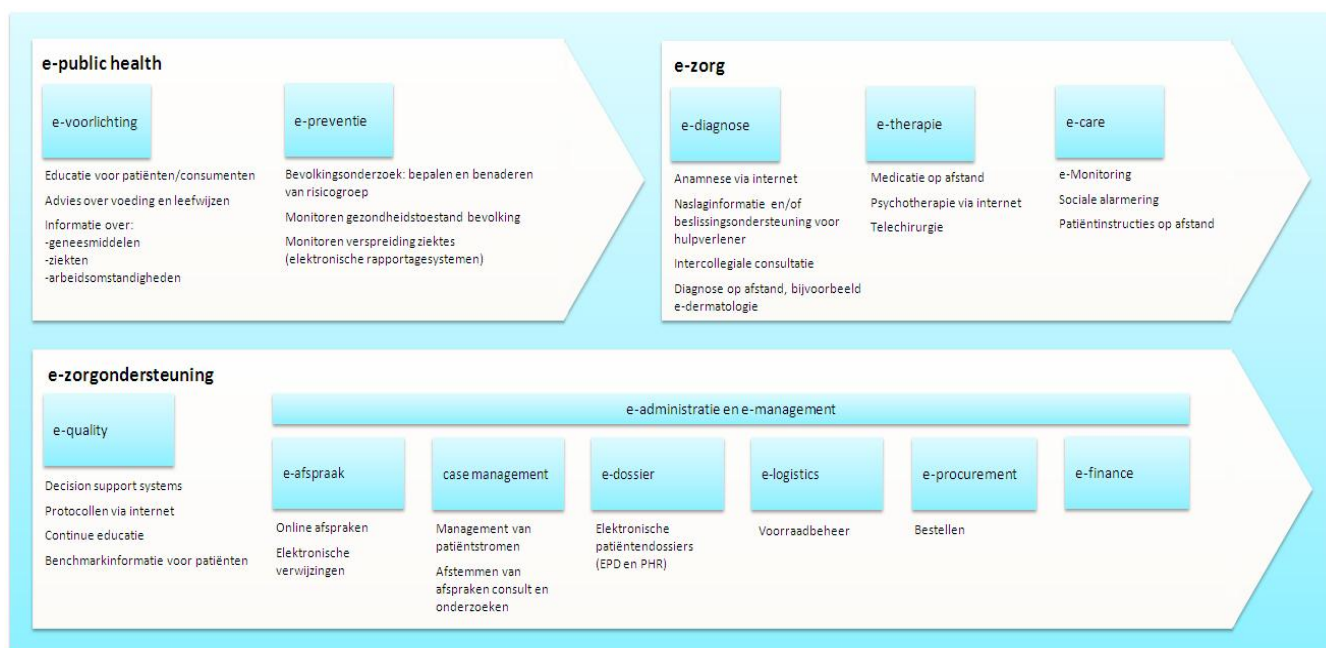 e-public health
e-voorlichting
Educatie voor patiënten/consumenten
Advies over voeding en leefwijzen
Informatie over:
-geneesmiddelen
-ziekten
-arbeidsomstandigheden
e-preventie
Bevolkingsonderzoek: bepalen en benaderen
van risicogroep
Monitoren gezondheidstoestand bevolking
Monitoren verspreiding ziektes
(elektronische rapportagesystemen)
e-zorg
e-diagnose
Anamnese via internet
Naslaginformatie en/of
beslissingsondersteuning voor
hulpverlener
Intercollegiale consultatie
Diagnose op afstand, bijvoorbeeld
e-dermatologie
e-therapie
Medicatie op afstand
Psychotherapie via internet
Telechirurgie
e-care
e-Monitoring
Sociale alarmering
Patiëntinstructies op afstand
e-zorgondersteuning
e-quality
Decision support systems
Protocollen via internet
Continue educatie
Benchmarkinformatie voor patiënten
e-administratie en e-management
e-afspraak
Online afspraken
Elektronische
verwijzingen
case management
Management van
patiëntstromen
Afstemmen van
afspraken consult en
onderzoeken
e-dossier
Elektronische
patiëntendossiers
(EPD en PHR)
e-logistics
Voorraadbeheer
e-procurement
Bestellen
e-finance